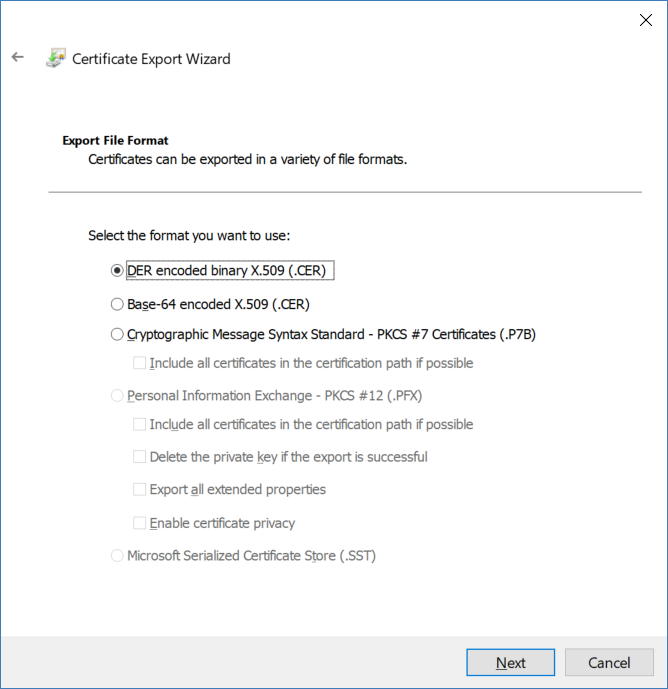 Certificate Export Wizard
Export File Format
Certificates can be exported in a variety of file formats.
Select the format you want to use:
DER encoded binary X.509 (.CER)
Base-64 encoded X.509 (.CER)
Cryptographic Message Syntax Standard - PKCS #7 Certificates (.P7B)
Include all certificates in the certification path if possible
Personal Information Exchange - PKCS #12 (.PFX)
Include all certificates in the certification path if possible
Delete the private key if the export is successful
Export all extended properties
Enable certificate privacy
Microsoft Serialized Certificate Store (.SST)
Next
Cancel